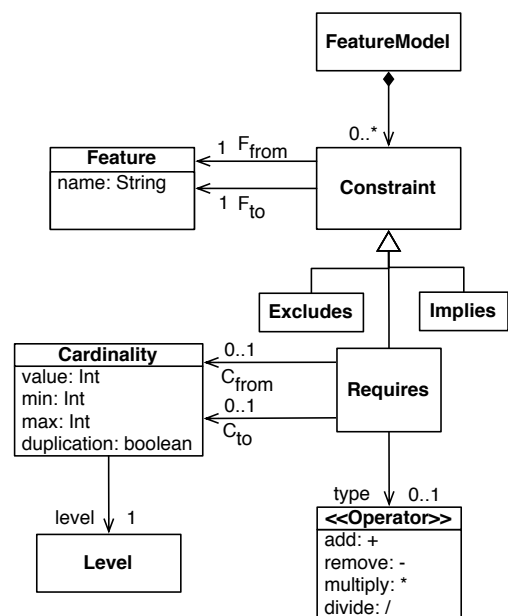 FeatureModel
0..*
Feature
name: String
1 F_from
1 F_to
Constraint
Excludes
Implies
Cardinality
value: Int
min: Int
max: Int
duplication: boolean
0..1
C_from
0..1
C_to
Requires
level 1
Level
type 0..1
<<Operator>>
add: +
remove: -
multiply: *
divide: /